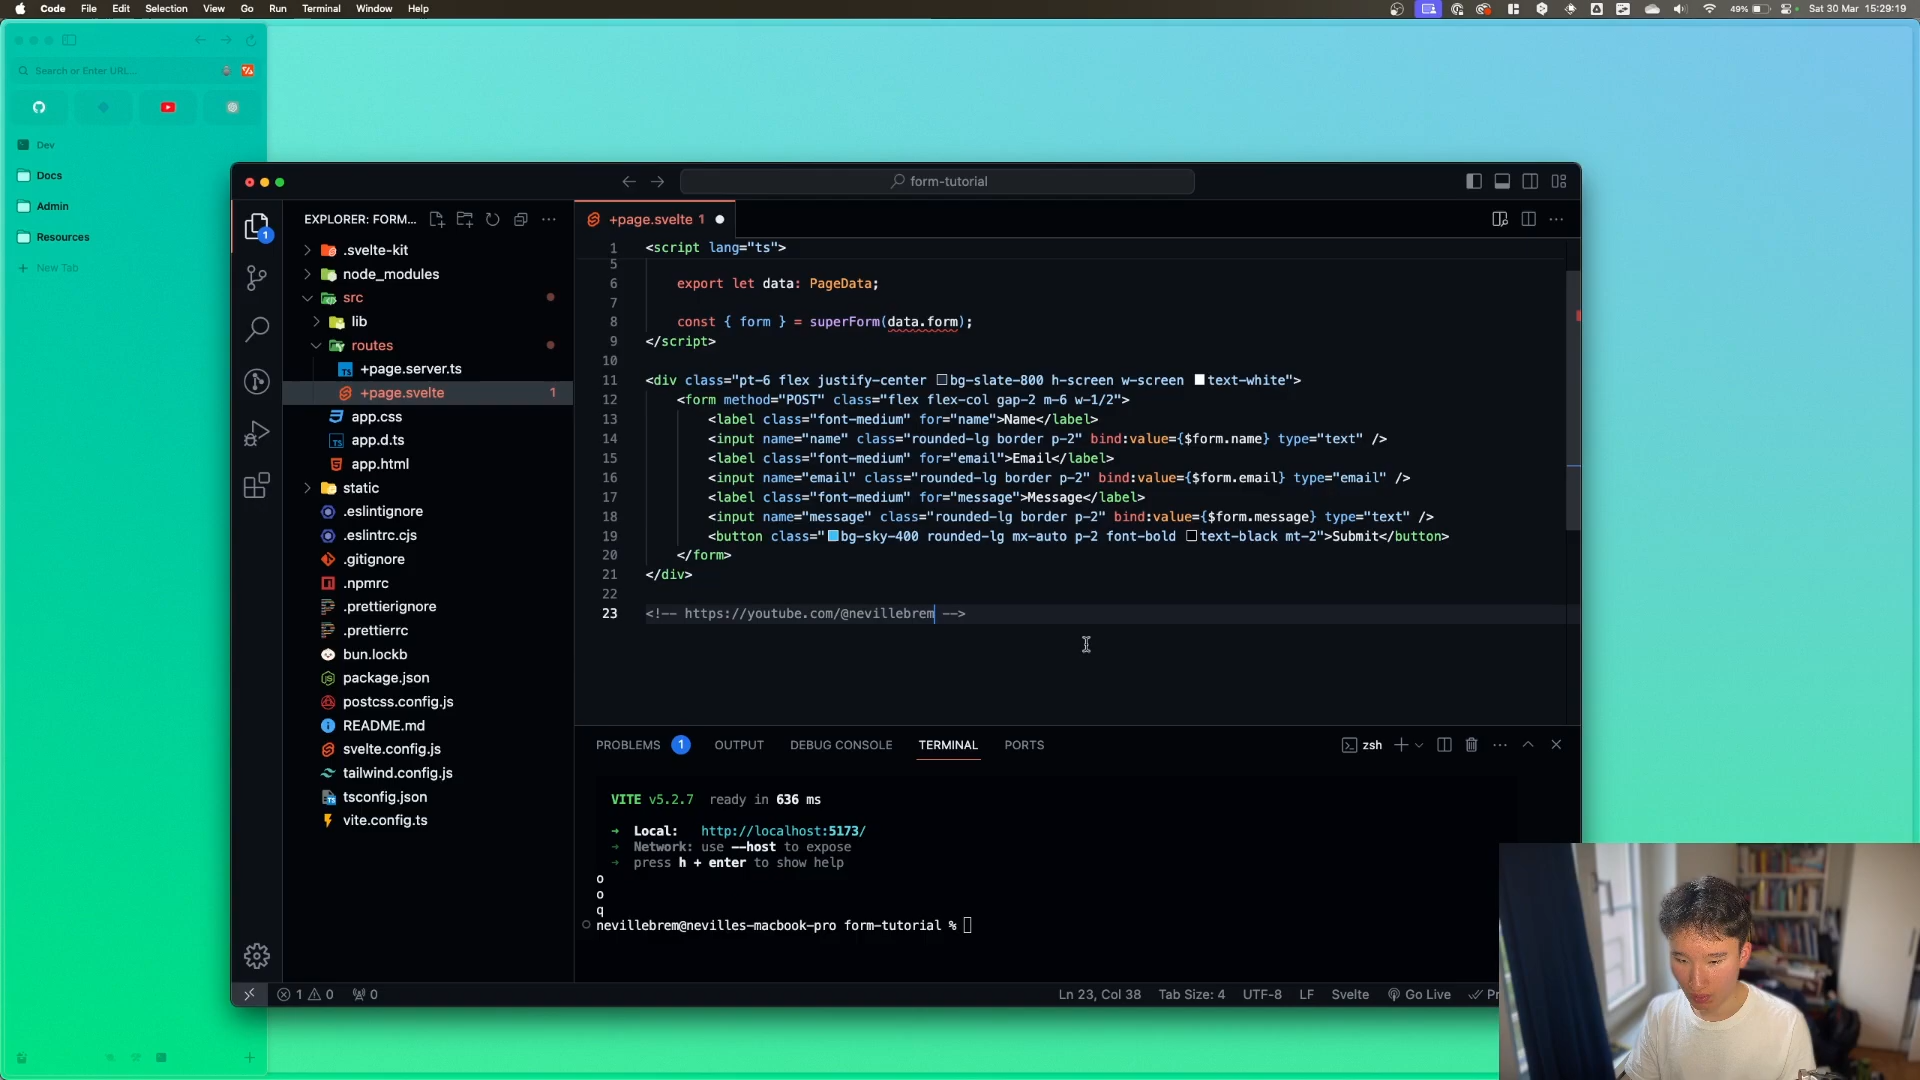 Code File Edit Selection View Go Run Terminal Window Help
49% Sat 30 Mar 15:29:19
Search or Enter URL...
Dev
Docs
Admin
Resources
New Tab
form-tutorial
EXPLORER: FORM...
.svelte-kit
node_modules
src
lib
routes
+page.server.ts
+page.svelte 1
app.css
app.d.ts
app.html
static
.eslintignore
.eslintrc.cjs
.gitignore
.npmrc
.prettierignore
.prettierrc
bun.lockb
package.json
postcss.config.js
README.md
svelte.config.js
tailwind.config.js
tsconfig.json
vite.config.ts
+page.svelte 1
1 <script lang="ts">
5
6 export let data: PageData;
7
8 const { form } = superForm(data.form);
9 </script>
10
11 <div class="pt-6 flex justify-center bg-slate-800 h-screen w-screen text-white">
12 <form method="POST" class="flex flex-col gap-2 m-6 w-1/2">
13 <label class="font-medium" for="name">Name</label>
14 <input name="name" class="rounded-lg border p-2" bind:value={$form.name} type="text" />
15 <label class="font-medium" for="email">Email</label>
16 <input name="email" class="rounded-lg border p-2" bind:value={$form.email} type="email" />
17 <label class="font-medium" for="message">Message</label>
18 <input name="message" class="rounded-lg border p-2" bind:value={$form.message} type="text" />
19 <button class="bg-sky-400 rounded-lg mx-auto p-2 font-bold text-black mt-2">Submit</button>
20 </form>
21 </div>
22
23 <!-- https://youtube.com/@nevillebrem -->
PROBLEMS 1 OUTPUT DEBUG CONSOLE TERMINAL PORTS
zsh
VITE v5.2.7 ready in 636 ms
➜ Local: http://localhost:5173/
➜ Network: use --host to expose
➜ press h + enter to show help
o
o
q
nevillebrem@nevilles-macbook-pro form-tutorial %
1 0 0
Ln 23, Col 38 Tab Size: 4 UTF-8 LF Svelte Go Live Pr